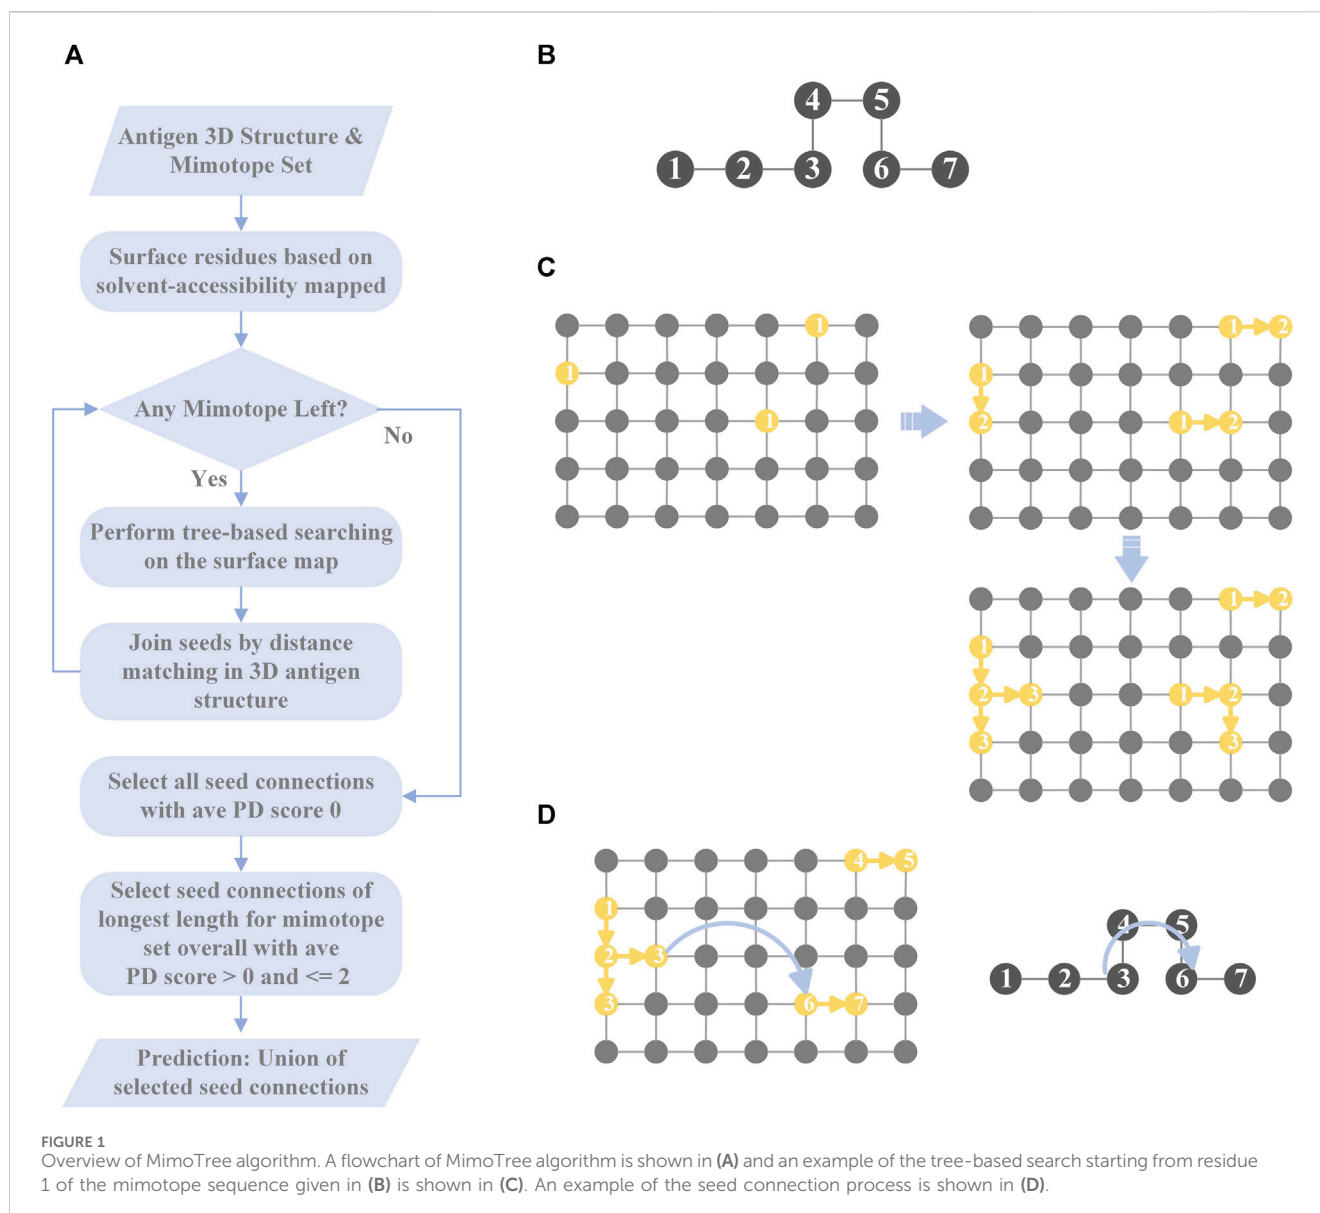 A
Antigen 3D Structure &
Mimotope Set
Surface residues based on
solvent-accessibility mapped
Any Mimotope Left?
No
Yes
Perform tree-based searching
on the surface map
Join seeds by distance
matching in 3D antigen
structure
Select all seed connections
with ave PD score 0
Select seed connections of
longest length for mimotope
set overall with ave
PD score > 0 and <= 2
Prediction: Union of
selected seed connections
B
4 5
1 2 3 6 7
C
1
1
1
1 2
1
2 1 2
1 2
1
2 3 1 2
3 3
D
4 5
1
2 3
3 6 7
4 5
1 2 3 6 7
FIGURE 1
Overview of MimoTree algorithm. A flowchart of MimoTree algorithm is shown in (A) and an example of the tree-based search starting from residue
1 of the mimotope sequence given in (B) is shown in (C). An example of the seed connection process is shown in (D).